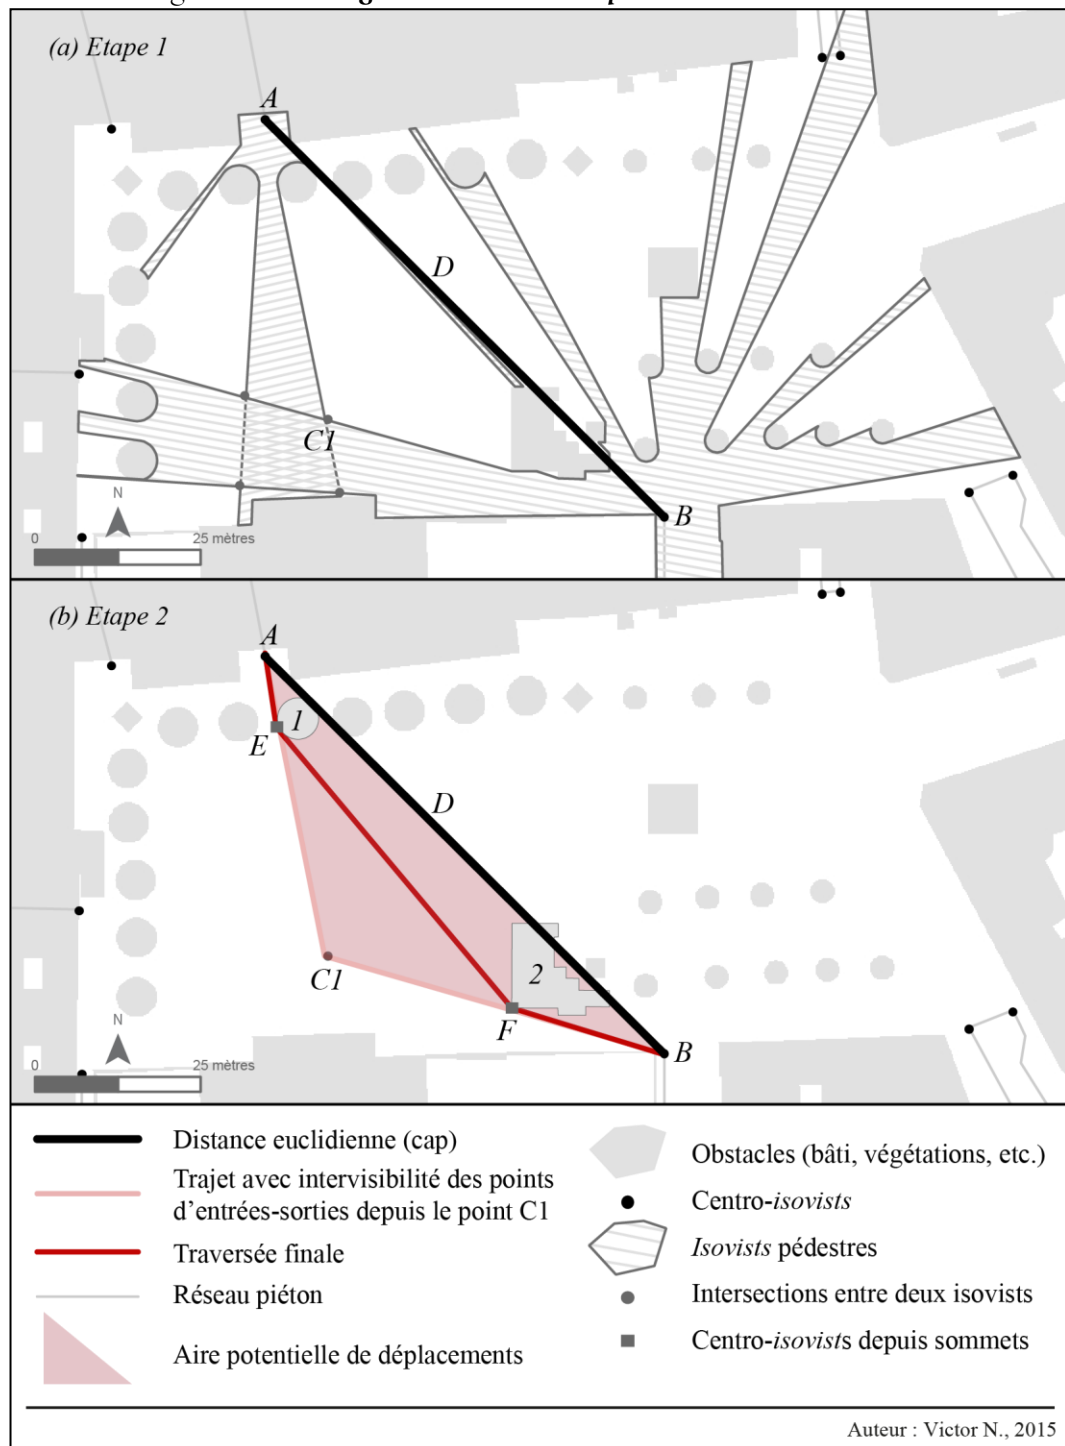 (a) Etape 1
A
D
C1
B
N
0 25 mètres
(b) Etape 2
A
1
E
D
2
C1
F
B
N
0 25 mètres
Distance euclidienne (cap)
Trajet avec intervisibilité des points
d'entrées-sorties depuis le point C1
Traversée finale
Réseau piéton
Aire potentielle de déplacements
Obstacles (bâti, végétations, etc.)
Centro-isovists
Isovists pédestres
Intersections entre deux isovists
Centro-isovists depuis sommets
Auteur : Victor N., 2015